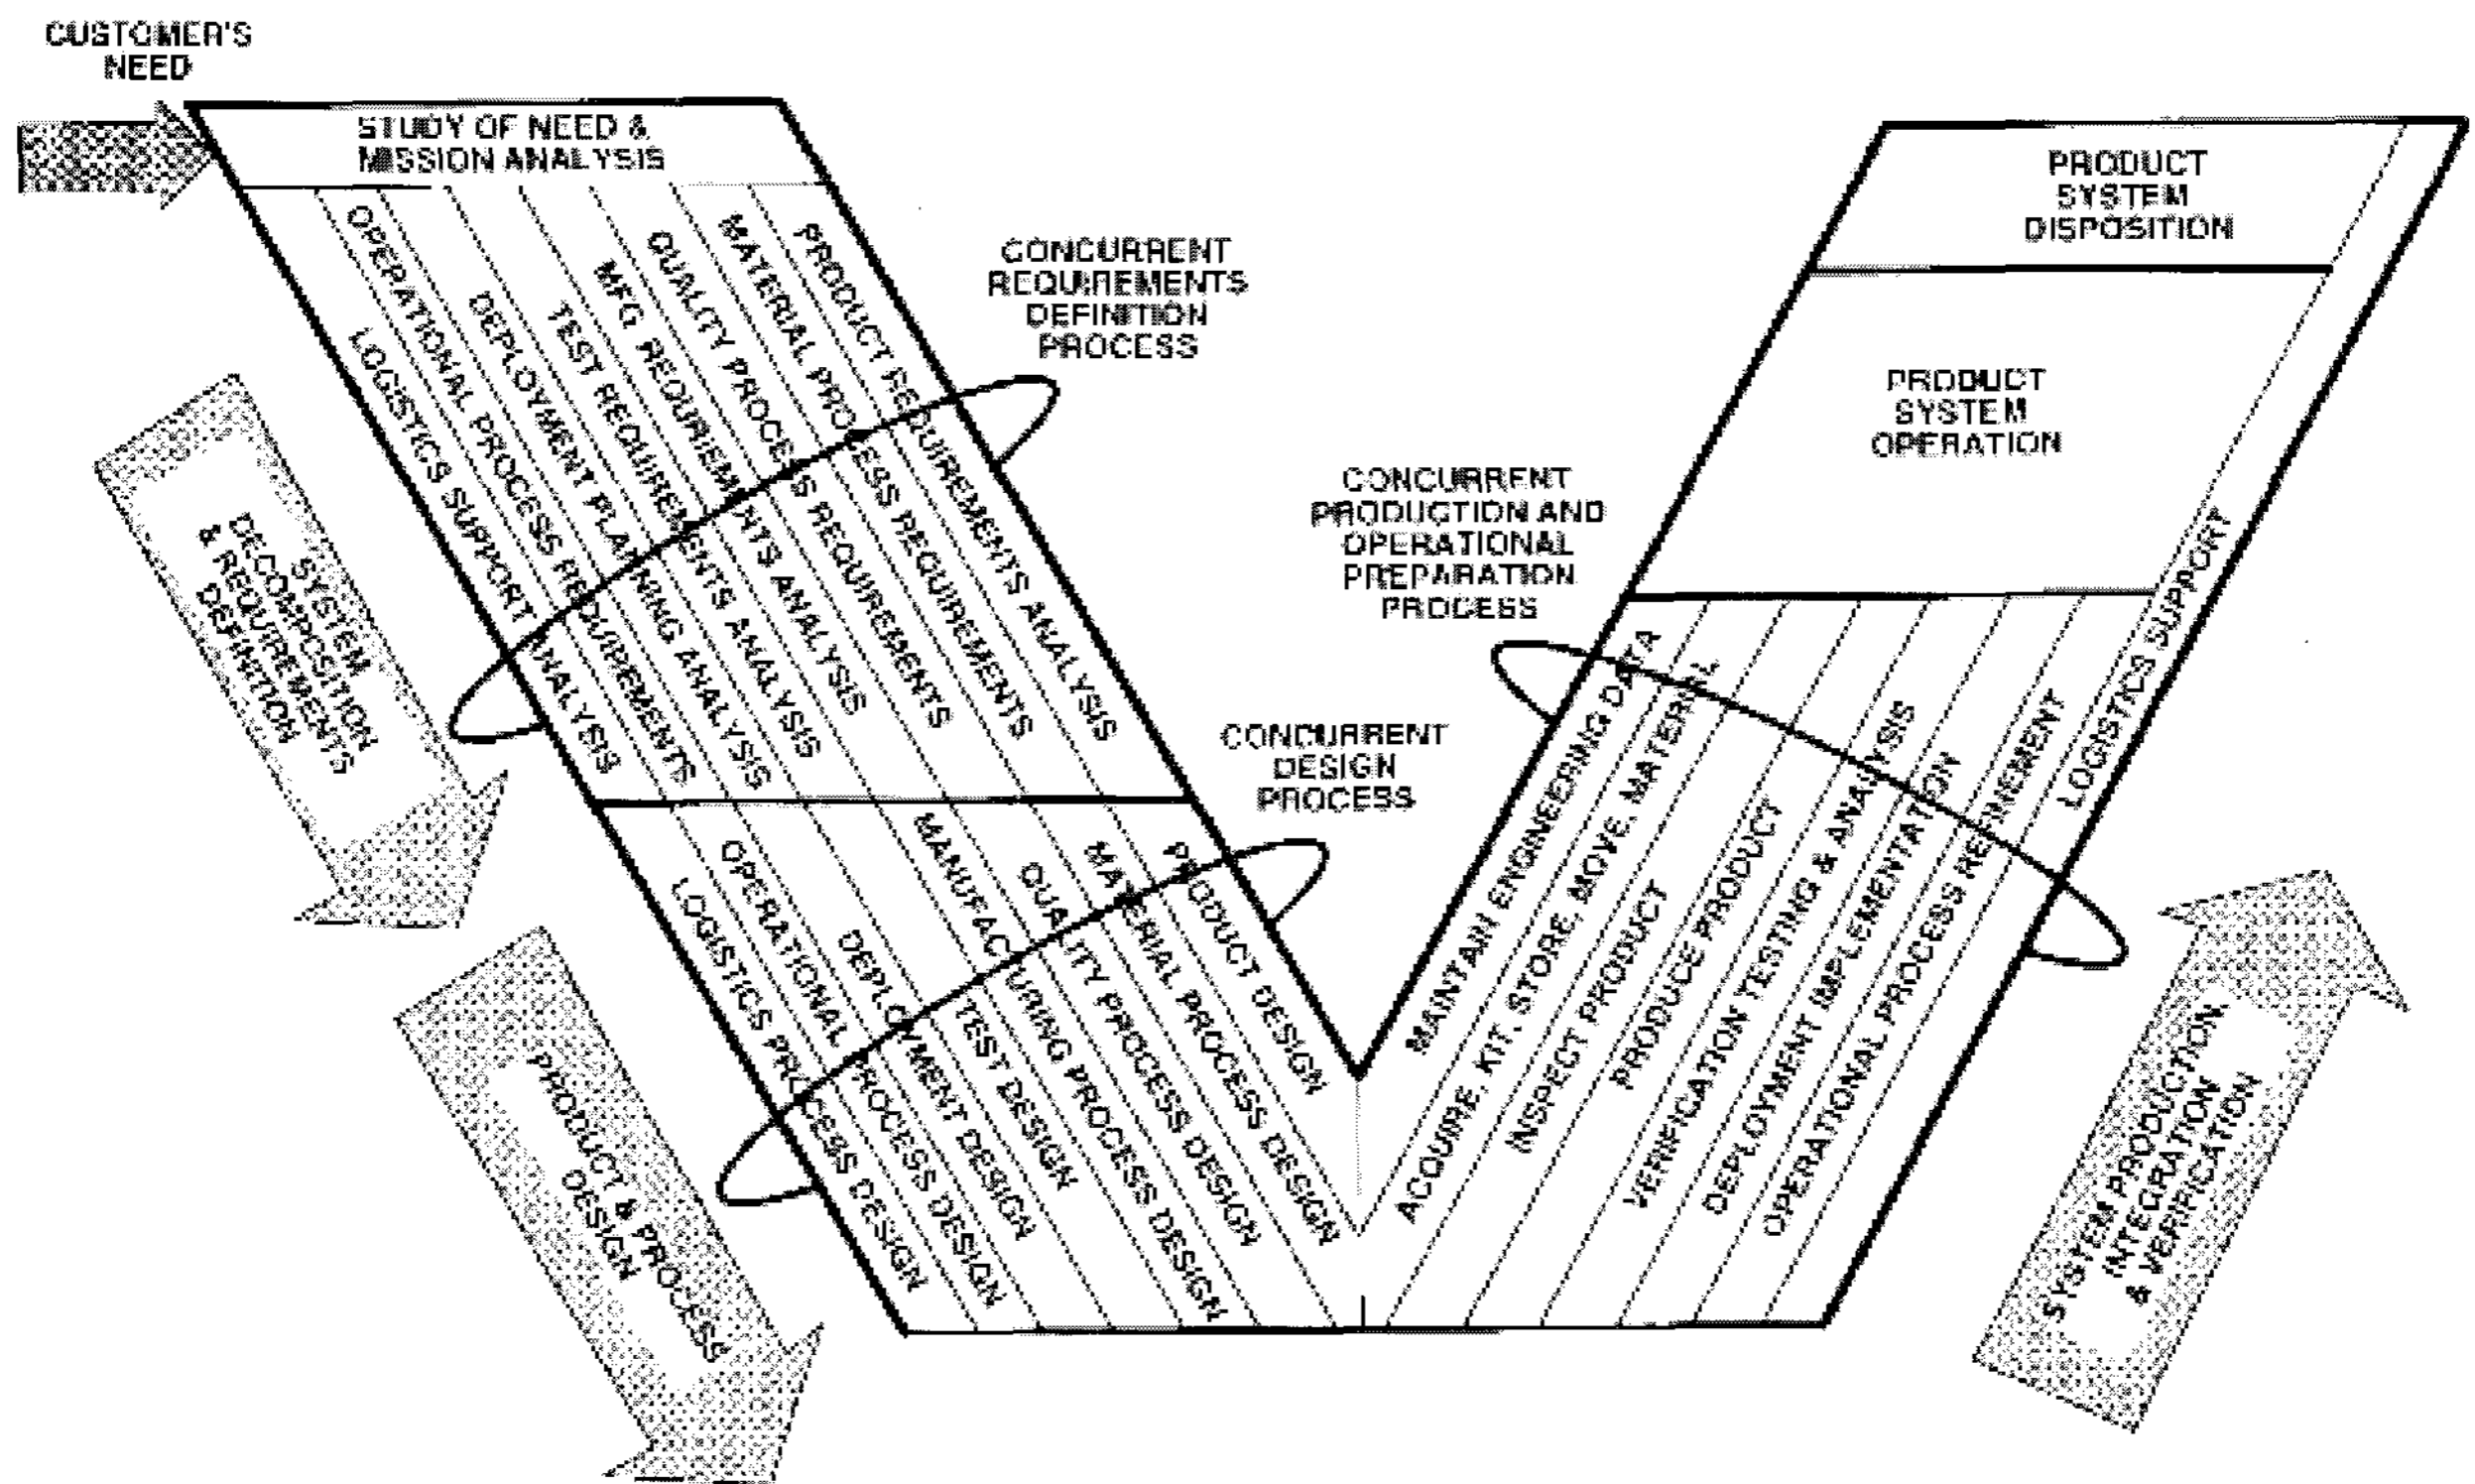 CUSTOMER'S
NEED
STUDY OF NEED &
MISSION ANALYSIS
LOGISTICS SUPPORT ANALYSIS
OPERATIONAL PROCESS REQUIREMENTS
DEPLOYMENT PLANNING ANALYSIS
TEST REQUIREMENTS ANALYSIS
MFG. REQUIREMENTS ANALYSIS
QUALITY PROCESS REQUIREMENTS
MATERIAL PROCESS REQUIREMENTS
PRODUCT REQUIREMENTS ANALYSIS
CONCURRENT
REQUIREMENTS
DEFINITION
PROCESS
SYSTEM
DECOMPOSITION
& REQUIREMENTS
DEFINITION
LOGISTICS PROCESS DESIGN
OPERATIONAL PROCESS DESIGN
DEPLOYMENT DESIGN
TEST DESIGN
MANUFACTURING PROCESS DESIGN
QUALITY PROCESS DESIGN
MATERIAL PROCESS DESIGN
PRODUCT DESIGN
CONCURRENT
DESIGN
PROCESS
PRODUCT & PROCESS
DESIGN
CONCURRENT
PRODUCTION AND
OPERATIONAL
PREPARATION
PROCESS
MAINTAIN ENGINEERING DATA
ACQUIRE, KIT, STORE, MOVE, MATERIAL
INSPECT PRODUCT
PRODUCE PRODUCT
VERIFICATION TESTING & ANALYSIS
DEPLOYMENT IMPLEMENTATION
OPERATIONAL PROCESS REFINEMENT
LOGISTICS SUPPORT
PRODUCT
SYSTEM
DISPOSITION
PRODUCT
SYSTEM
OPERATION
SYSTEM PRODUCTION,
INTEGRATION
& VERIFICATION